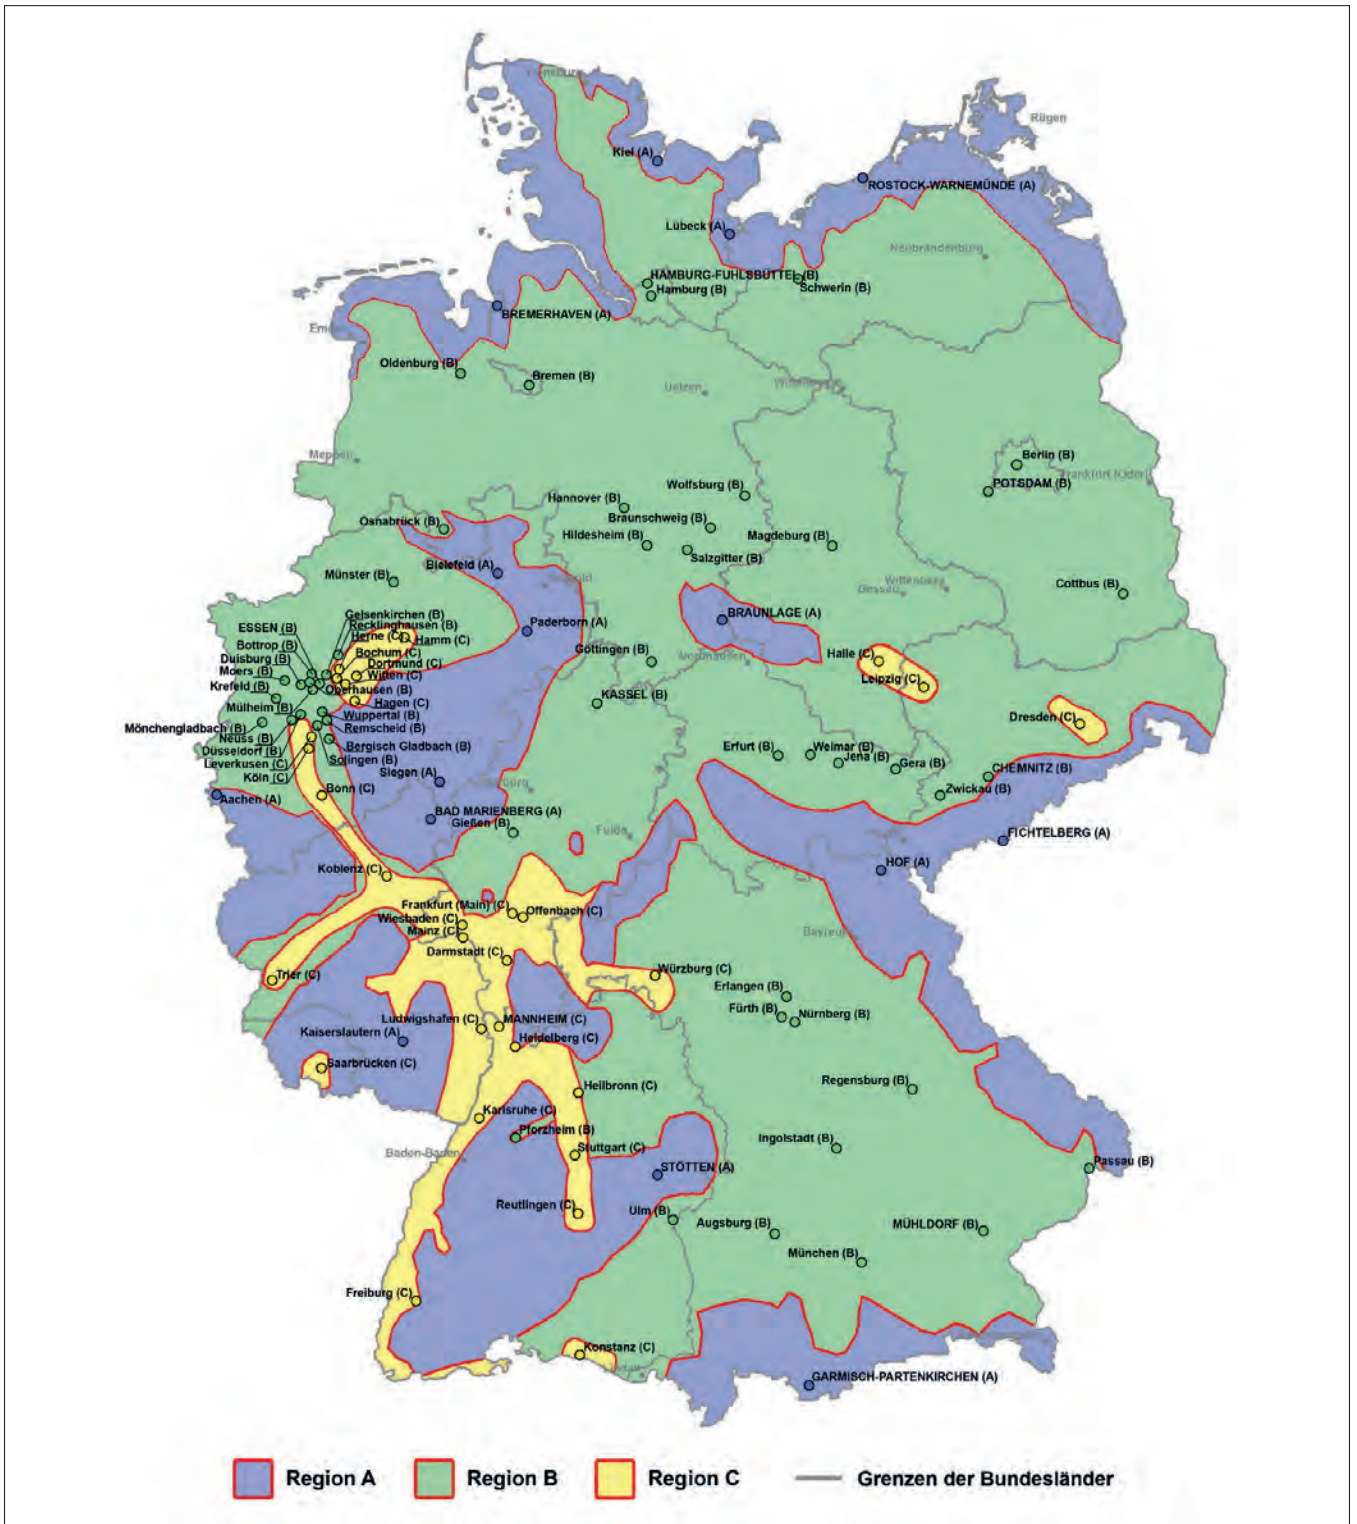 Flensburg
Rügen
Kiel (A)
ROSTOCK-WARNEMÜNDE (A)
Lübeck (A)
Neubrandenburg
HAMBURG-FUHLSBÜTTEL (B)
Schwerin (B)
Hamburg (B)
BREMERHAVEN (A)
Oldenburg (B)
Bremen (B)
Uelzen
Meppen
Berlin (B)
Frankfurt (Oder)
POTSDAM (B)
Wolfsburg (B)
Hannover (B)
Braunschweig (B)
Osnabrück (B)
Hildesheim (B)
Magdeburg (B)
Salzgitter (B)
Bielefeld (A)
Münster (B)
Wittenberg
Dessau
Cottbus (B)
Gelsenkirchen (B)
Recklinghausen (B)
ESSEN (B)
Herne (C)
Hamm (C)
Paderborn (A)
BRAUNLAGE (A)
Bottrop (B)
Bochum (C)
Duisburg (B)
Dortmund (C)
Göttingen (B)
Nordhausen
Halle (C)
Moers (B)
Witten (C)
Leipzig (C)
Krefeld (B)
Oberhausen (B)
KASSEL (B)
Hagen (C)
Mülheim (B)
Wuppertal (B)
Dresden (C)
Mönchengladbach (B)
Remscheid (B)
Neuss (B)
Bergisch Gladbach (B)
Düsseldorf (B)
Solingen (B)
Erfurt (B)
Weimar (B)
Jena (B)
Leverkusen (C)
Gera (B)
CHEMNITZ (B)
Köln (C)
Siegen (A)
Zwickau (B)
Bonn (C)
Aachen (A)
BAD MARIENBERG (A)
Gießen (B)
Fulda
FICHTELBERG (A)
HOF (A)
Koblenz (C)
Frankfurt (Main) (C)
Offenbach (C)
Wiesbaden (C)
Mainz (C)
Darmstadt (C)
Trier (C)
Würzburg (C)
Erlangen (B)
Fürth (B)
Nürnberg (B)
Ludwigshafen (C)
MANNHEIM (C)
Kaiserslautern (A)
Heidelberg (C)
Saarbrücken (C)
Heilbronn (C)
Regensburg (B)
Karlsruhe (C)
Pforzheim (B)
Stuttgart (C)
Ingolstadt (B)
Baden-Baden
Passau (B)
STÖTTEN (A)
Reutlingen (C)
Ulm (B)
Augsburg (B)
MÜHLDORF (B)
München (B)
Freiburg (C)
Konstanz (C)
GARMISCH-PARTENKIRCHEN (A)
Region A
Region B
Region C
Grenzen der Bundesländer